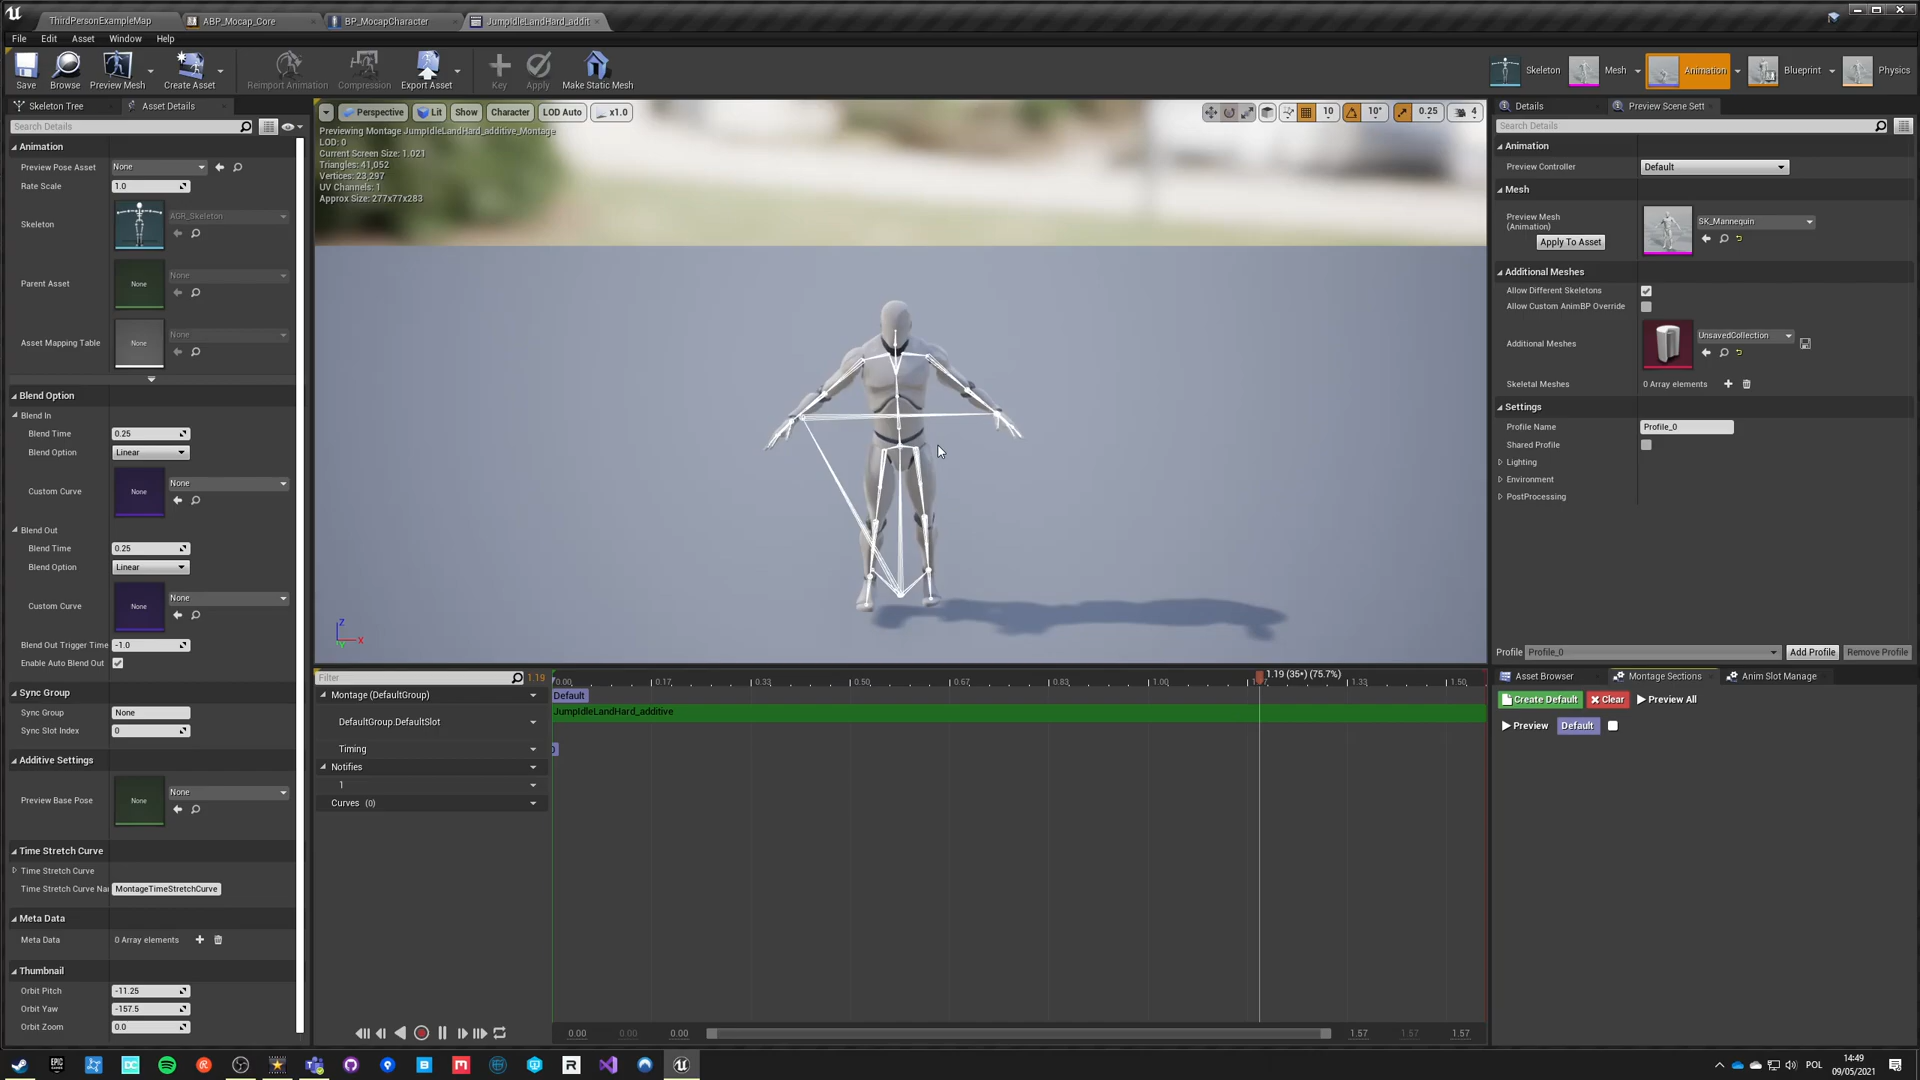 ThirdPersonExampleMap
ABP_Mocap_Core
BP_MocapCharacter
JumpIdleLandHard_addit
File Edit Asset Window Help
Save
Browse
Preview Mesh
Create Asset
Reimport Animation
Compression
Export Asset
Key
Apply
Make Static Mesh
Skeleton
Mesh
Animation
Blueprint
Physics
Skeleton Tree
Asset Details
Search Details
Animation
Preview Pose Asset None
Rate Scale 1.0
Skeleton AGR_Skeleton
Parent Asset None None
Asset Mapping Table None None
Blend Option
Blend In
Blend Time 0.25
Blend Option Linear
Custom Curve None None
Blend Out
Blend Time 0.25
Blend Option Linear
Custom Curve None None
Blend Out Trigger Time -1.0
Enable Auto Blend Out
Sync Group
Sync Group None
Sync Slot Index 0
Additive Settings
Preview Base Pose None None
Time Stretch Curve
Time Stretch Curve
Time Stretch Curve Na MontageTimeStretchCurve
Meta Data
Meta Data 0 Array elements
Thumbnail
Orbit Pitch -11.25
Orbit Yaw -157.5
Orbit Zoom 0.0
Perspective Lit Show Character LOD Auto x1.0
10 10° 0.25 4
Previewing Montage JumpIdleLandHard_additive_Montage
LOD: 0
Current Screen Size: 1.021
Triangles: 41,052
Vertices: 23,297
UV Channels: 1
Approx Size: 277x77x283
Z
X
Filter 1.19
1.19 (35+) (75.7%)
0.00 0.17 0.33 0.50 0.67 0.83 1.00 1.33 1.50
Montage (DefaultGroup) Default
JumpIdleLandHard_additive
DefaultGroup.DefaultSlot
Timing
Notifies
1
Curves (0)
0.00 0.00 0.00 1.57 1.57 1.57
Details
Preview Scene Sett
Search Details
Animation
Preview Controller Default
Mesh
Preview Mesh
(Animation)
SK_Mannequin
Apply To Asset
Additional Meshes
Allow Different Skeletons
Allow Custom AnimBP Override
Additional Meshes UnsavedCollection
Skeletal Meshes 0 Array elements
Settings
Profile Name Profile_0
Shared Profile
Lighting
Environment
PostProcessing
Profile Profile_0 Add Profile Remove Profile
Asset Browser
Montage Sections
Anim Slot Manage
Create Default Clear Preview All
Preview Default
POL
14:49
09/05/2021